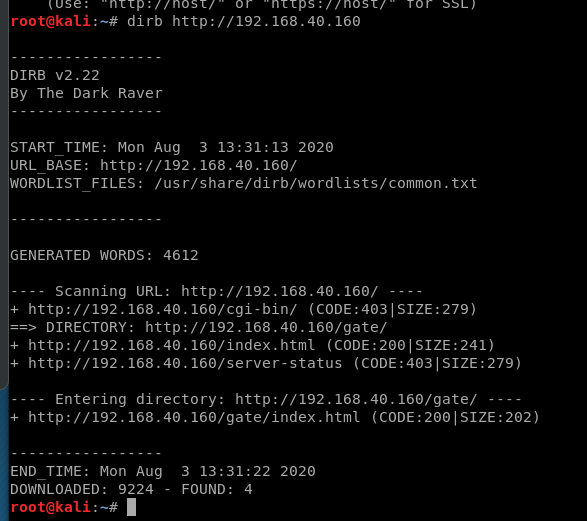 (Use: "http://host/" or "https://host/" for SSL)
root@kali:~# dirb http://192.168.40.160
-----------------
DIRB v2.22
By The Dark Raver
-----------------
START_TIME: Mon Aug  3 13:31:13 2020
URL_BASE: http://192.168.40.160/
WORDLIST_FILES: /usr/share/dirb/wordlists/common.txt
-----------------
GENERATED WORDS: 4612
---- Scanning URL: http://192.168.40.160/ ----
+ http://192.168.40.160/cgi-bin/ (CODE:403|SIZE:279)
==> DIRECTORY: http://192.168.40.160/gate/
+ http://192.168.40.160/index.html (CODE:200|SIZE:241)
+ http://192.168.40.160/server-status (CODE:403|SIZE:279)
---- Entering directory: http://192.168.40.160/gate/ ----
+ http://192.168.40.160/gate/index.html (CODE:200|SIZE:202)
-----------------
END_TIME: Mon Aug  3 13:31:22 2020
DOWNLOADED: 9224 - FOUND: 4
root@kali:~#